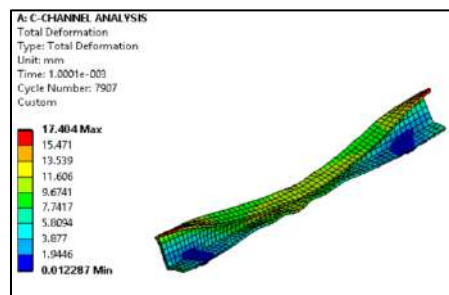 A: C-CHANNEL ANALYSIS
Total Deformation
Type: Total Deformation
Unit: mm
Time: 1.0001e-003
Cycle Number: 7907
Custom
17.404 Max
15.471
13.539
11.606
9.6741
7.7417
5.8094
3.877
1.9446
0.012287 Min